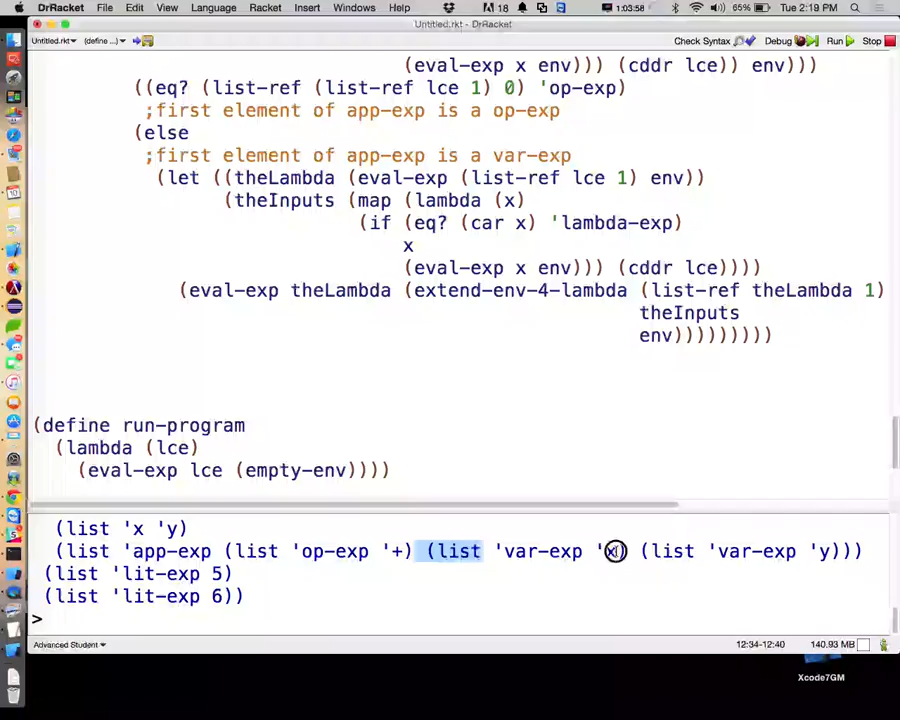 DrRacket File Edit View Language Racket Insert Windows Help 18 1:03:58 65% Tue 2:19 PM
Untitled.rkt - DrRacket
Untitled.rkt (define ...) Check Syntax Debug Run Stop
(eval-exp x env))) (cddr lce)) env)))
((eq? (list-ref (list-ref lce 1) 0) 'op-exp)
;first element of app-exp is a op-exp
(else
;first element of app-exp is a var-exp
(let ((theLambda (eval-exp (list-ref lce 1) env))
(theInputs (map (lambda (x)
(if (eq? (car x) 'lambda-exp)
x
(eval-exp x env))) (cddr lce))))
(eval-exp theLambda (extend-env-4-lambda (list-ref theLambda 1)
theInputs
env)))))))))
(define run-program
(lambda (lce)
(eval-exp lce (empty-env))))
(list 'x 'y)
(list 'app-exp (list 'op-exp '+) (list 'var-exp 'x) (list 'var-exp 'y)))
(list 'lit-exp 5)
(list 'lit-exp 6))
>
Advanced Student 12:34-12:40 140.93 MB
Xcode7GM